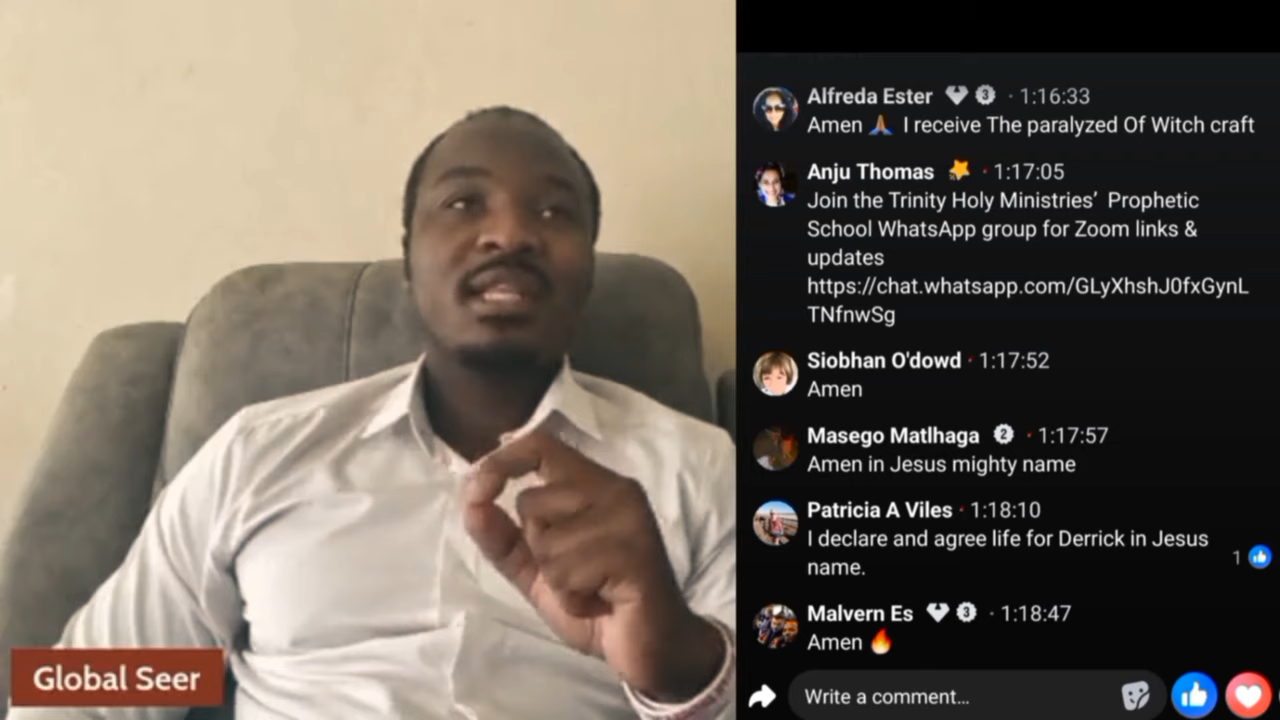 Global Seer
Alfreda Ester 3 · 1:16:33
Amen 🙏 I receive The paralyzed Of Witch craft
Anju Thomas · 1:17:05
Join the Trinity Holy Ministries’ Prophetic
School WhatsApp group for Zoom links &
updates
https://chat.whatsapp.com/GLyXhshJ0fxGynL
TNfnwSg
Siobhan O'dowd · 1:17:52
Amen
Masego Matlhaga 2 · 1:17:57
Amen in Jesus mighty name
Patricia A Viles · 1:18:10
I declare and agree life for Derrick in Jesus
name.
1
Malvern Es 3 · 1:18:47
Amen 🔥
Write a comment...